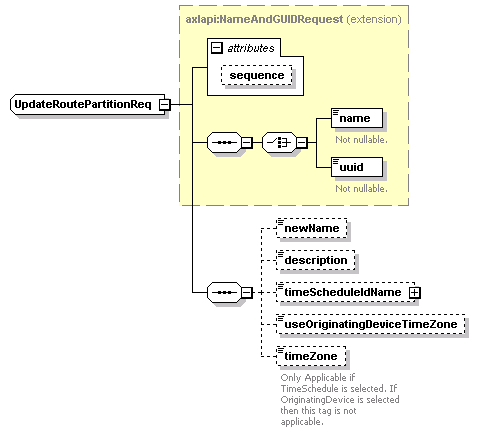 axlapi:NameAndGUIDRequest (extension)
attributes
sequence
UpdateRoutePartitionReq
name
Not nullable.
uuid
Not nullable.
newName
description
timeScheduleIdName
useOriginatingDeviceTimeZone
timeZone
Only Applicable if
TimeSchedule is selected. If
OriginatingDevice is selected
then this tag is not
applicable.